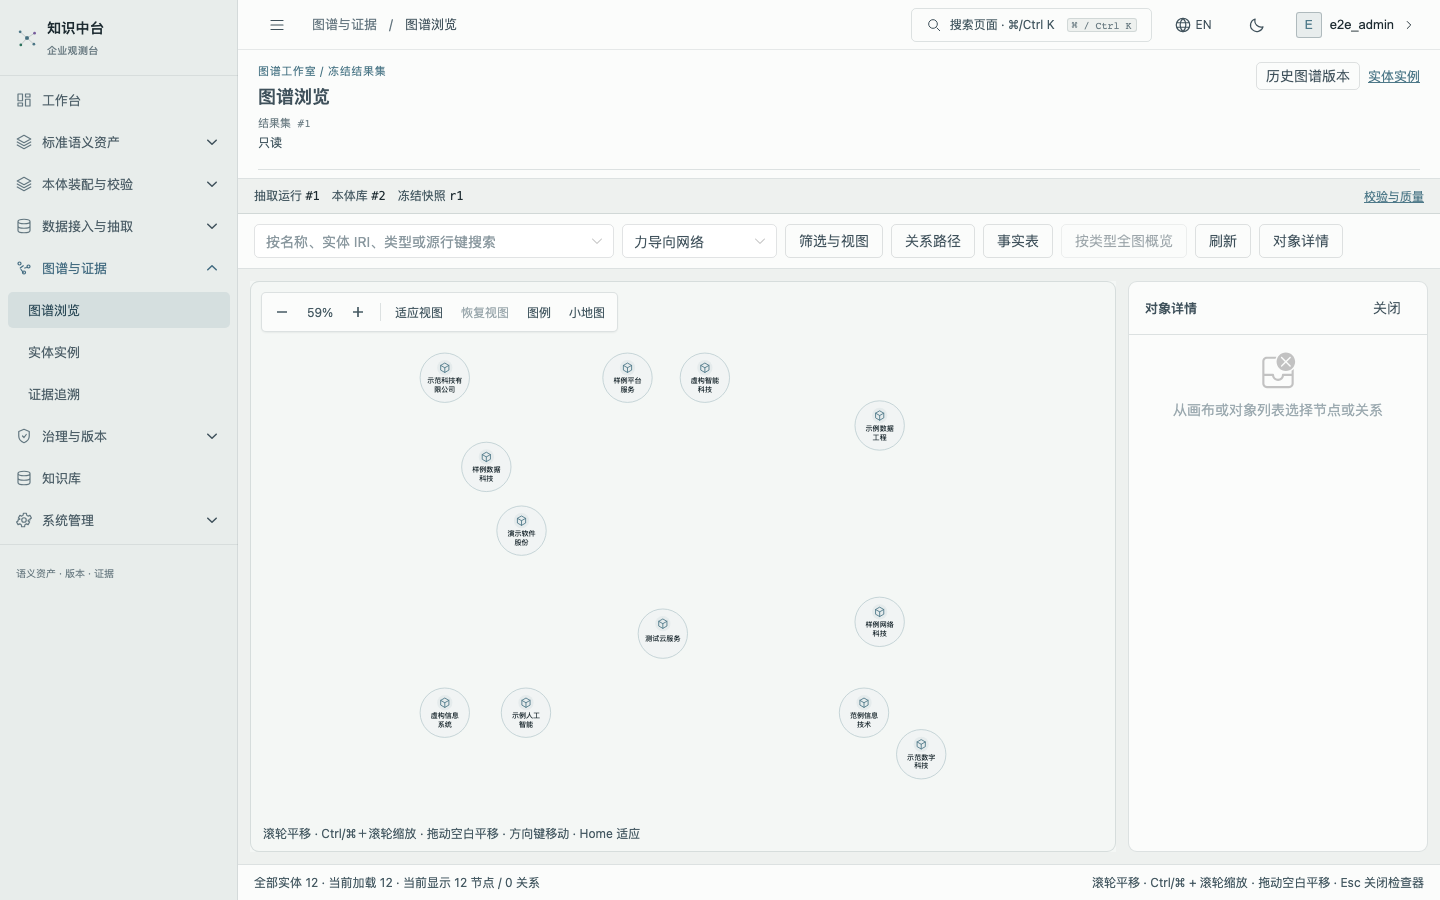 知识中台
企业观测台
工作台
标准语义资产
本体装配与校验
数据接入与抽取
图谱与证据
图谱浏览
实体实例
证据追溯
治理与版本
知识库
系统管理
语义资产 · 版本 · 证据
图谱与证据 / 图谱浏览
搜索页面 · ⌘/Ctrl K
⌘ / Ctrl K
EN
E
e2e_admin
图谱工作室 / 冻结结果集
图谱浏览
结果集 #1
只读
历史图谱版本
实体实例
抽取运行 #1 本体库 #2 冻结快照 r1
校验与质量
按名称、实体 IRI、类型或源行键搜索
力导向网络
筛选与视图
关系路径
事实表
按类型全图概览
刷新
对象详情
59%
适应视图
恢复视图
图例
小地图
示范科技有
限公司
样例平台
服务
虚构智能
科技
示例数据
工程
样例数据
科技
演示软件
股份
测试云服务
样例网络
科技
虚构信息
系统
示例人工
智能
范例信息
技术
示范数字
科技
滚轮平移 · Ctrl/⌘＋滚轮缩放 · 拖动空白平移 · 方向键移动 · Home 适应
对象详情
关闭
从画布或对象列表选择节点或关系
全部实体 12 · 当前加载 12 · 当前显示 12 节点 / 0 关系
滚轮平移 · Ctrl/⌘ + 滚轮缩放 · 拖动空白平移 · Esc 关闭检查器